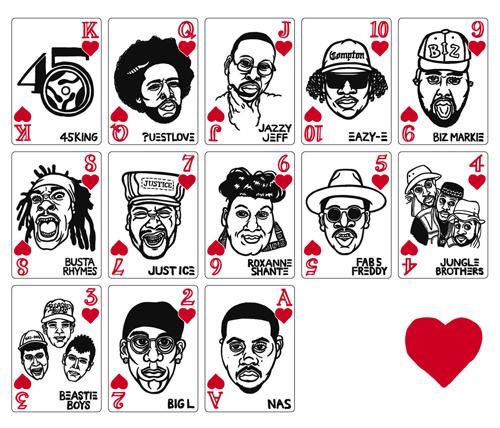 K
45
45KING
K
Q
?UESTLOVE
Q
J
JAZZY
JEFF
J
10
Compton
EAZY-E
10
9
BIZ
BIZ MARKIE
9
8
BUSTA
RHYMES
8
7
JUSTICE
JUST ICE
7
6
ROXANNE
SHANTE
6
5
FAB 5
FREDDY
5
4
JUNGLE
BROTHERS
4
3
BEASTIE
BOYS
3
2
BIG L
2
A
NAS
A